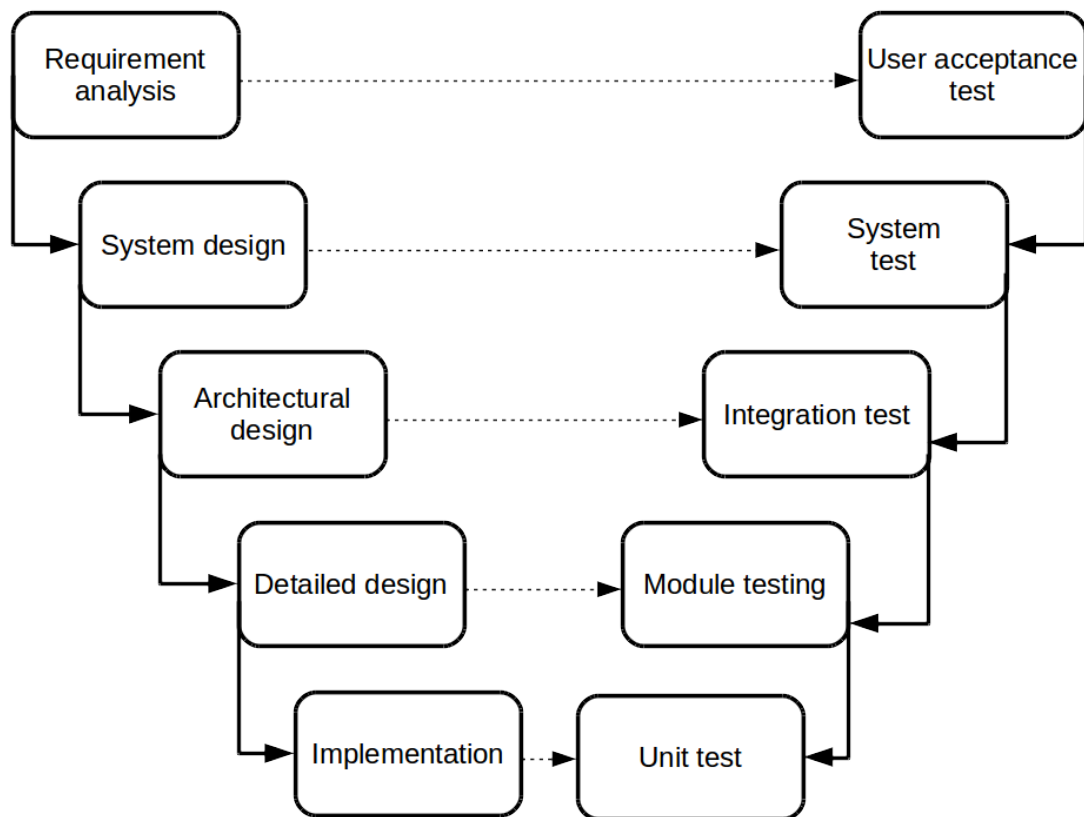 Requirement
analysis
User acceptance
test
System design
System
test
Architectural
design
Integration test
Detailed design
Module testing
Implementation
Unit test